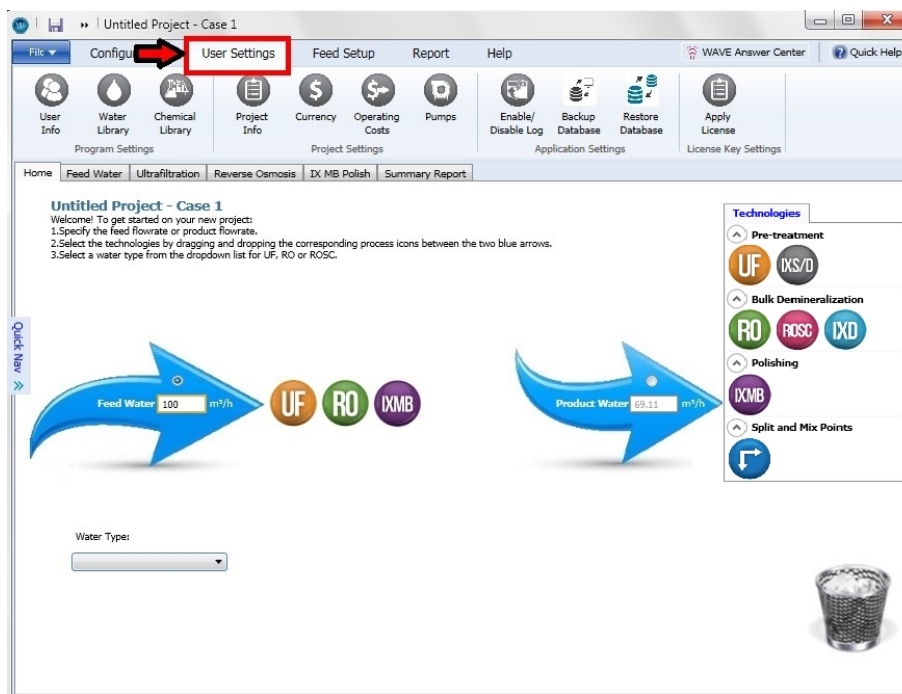 Untitled Project - Case 1
File
User Settings
Feed Setup
Report
Help
WAVE Answer Center
Quick Help
User Info
Water Library
Chemical Library
Project Info
Currency
Operating Costs
Pumps
Enable/ Disable Log
Backup Database
Restore Database
Apply License
Program Settings
Project Settings
Application Settings
License Key Settings
Home
Feed Water
Ultrafiltration
Reverse Osmosis
IX MB Polish
Summary Report
Untitled Project - Case 1
Welcome! To get started on your new project:
1.Specify the feed flowrate or product flowrate.
2.Select the technologies by dragging and dropping the corresponding process icons between the two blue arrows.
3.Select a water type from the dropdown list for UF, RO or ROSC.
Technologies
Pre-treatment
UF
IXS/D
Bulk Demineralization
RO
ROSC
IXD
Polishing
IXMB
Split and Mix Points
Quick Nav
Feed Water 100 m³/h
UF
RO
IXMB
Product Water 69.11 m³/h
Water Type: